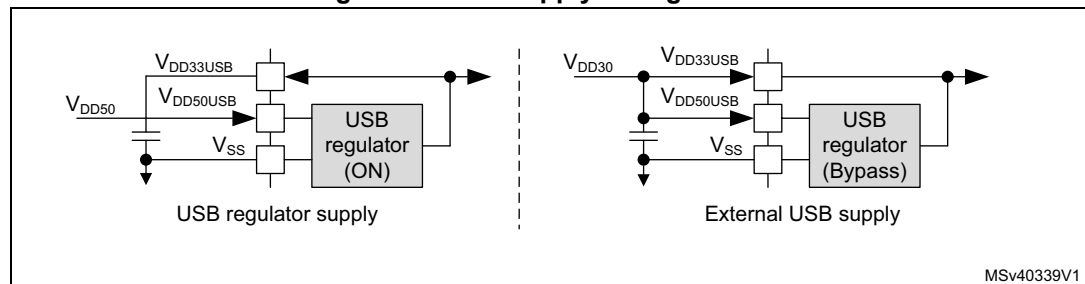 VDD33USB
VDD50
VDD50USB
VSS
USB
regulator
(ON)
USB regulator supply
VDD30
VDD33USB
VDD50USB
VSS
USB
regulator
(Bypass)
External USB supply
MSv40339V1